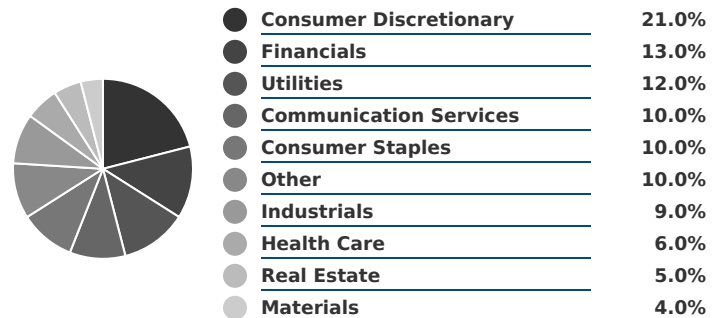 Consumer Discretionary 21.0%
Financials 13.0%
Utilities 12.0%
Communication Services 10.0%
Consumer Staples 10.0%
Other 10.0%
Industrials 9.0%
Health Care 6.0%
Real Estate 5.0%
Materials 4.0%